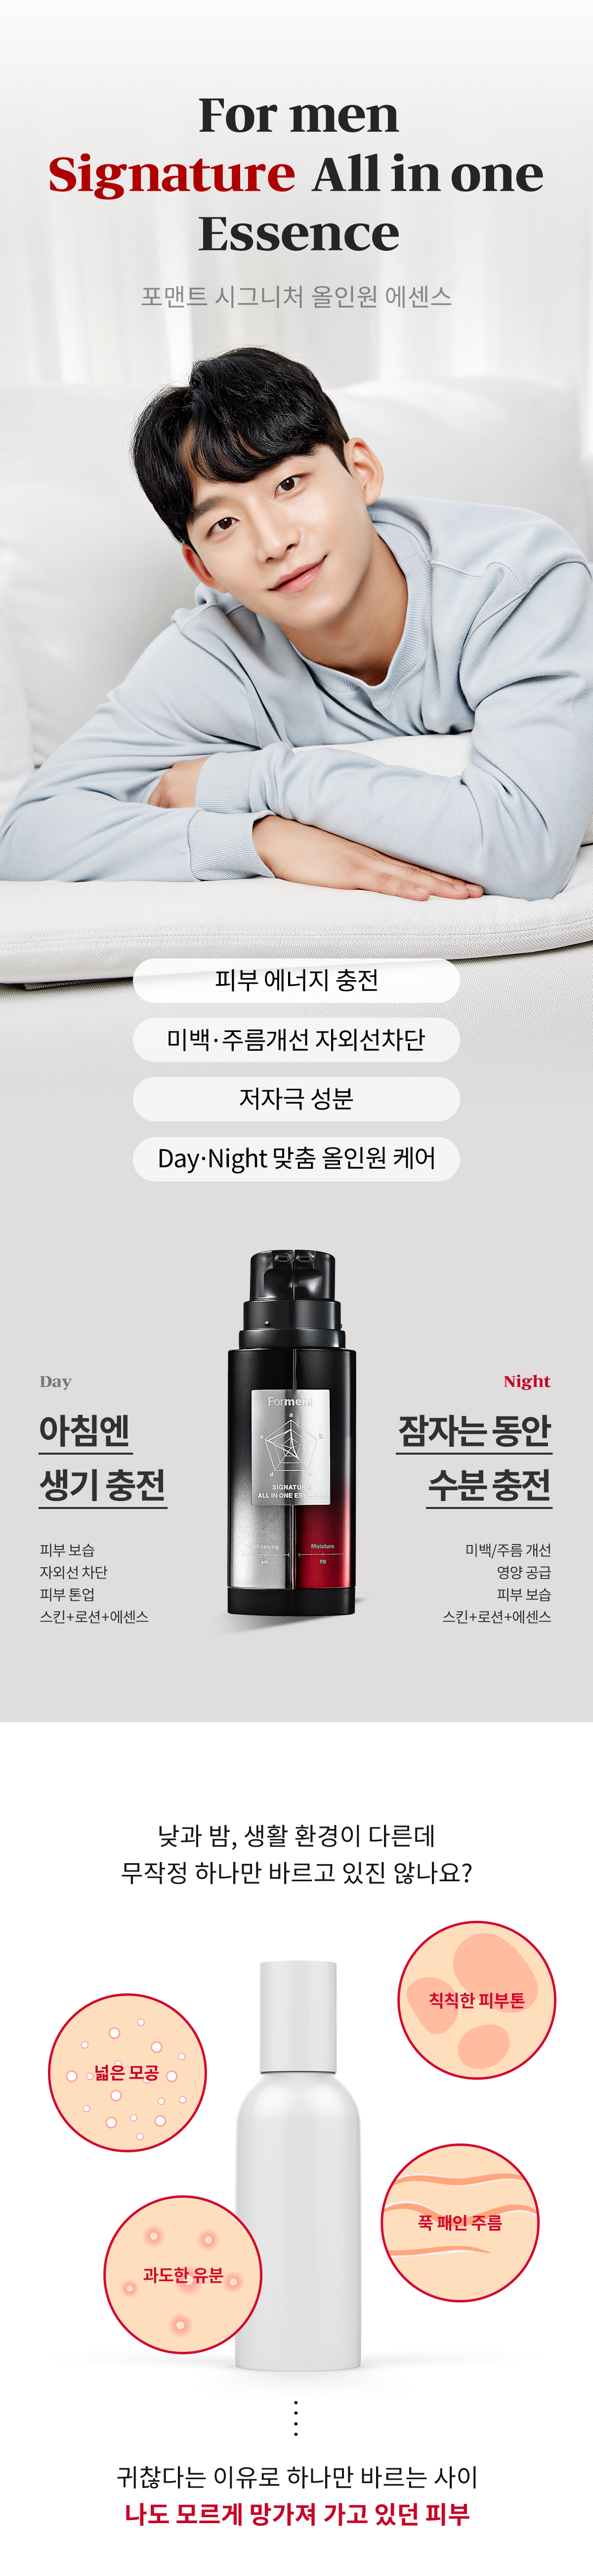 For men
Signature All in one
Essence
포맨트 시그니처 올인원 에센스
피부 에너지 충전
미백·주름개선 자외선차단
저자극 성분
Day·Night 맞춤 올인원 케어
Day
아침엔
생기 충전
피부 보습
자외선 차단
피부 톤업
스킨+로션+에센스
Forment
a
b
e
d
SIGNATURE
ALL IN ONE ESSENCE
Whitening
Moisture
AM
PM
Night
잠자는 동안
수분 충전
미백/주름 개선
영양 공급
피부 보습
스킨+로션+에센스
낮과 밤, 생활 환경이 다른데
무작정 하나만 바르고 있진 않나요?
칙칙한 피부톤
넓은 모공
푹 패인 주름
과도한 유분
귀찮다는 이유로 하나만 바르는 사이
나도 모르게 망가져 가고 있던 피부